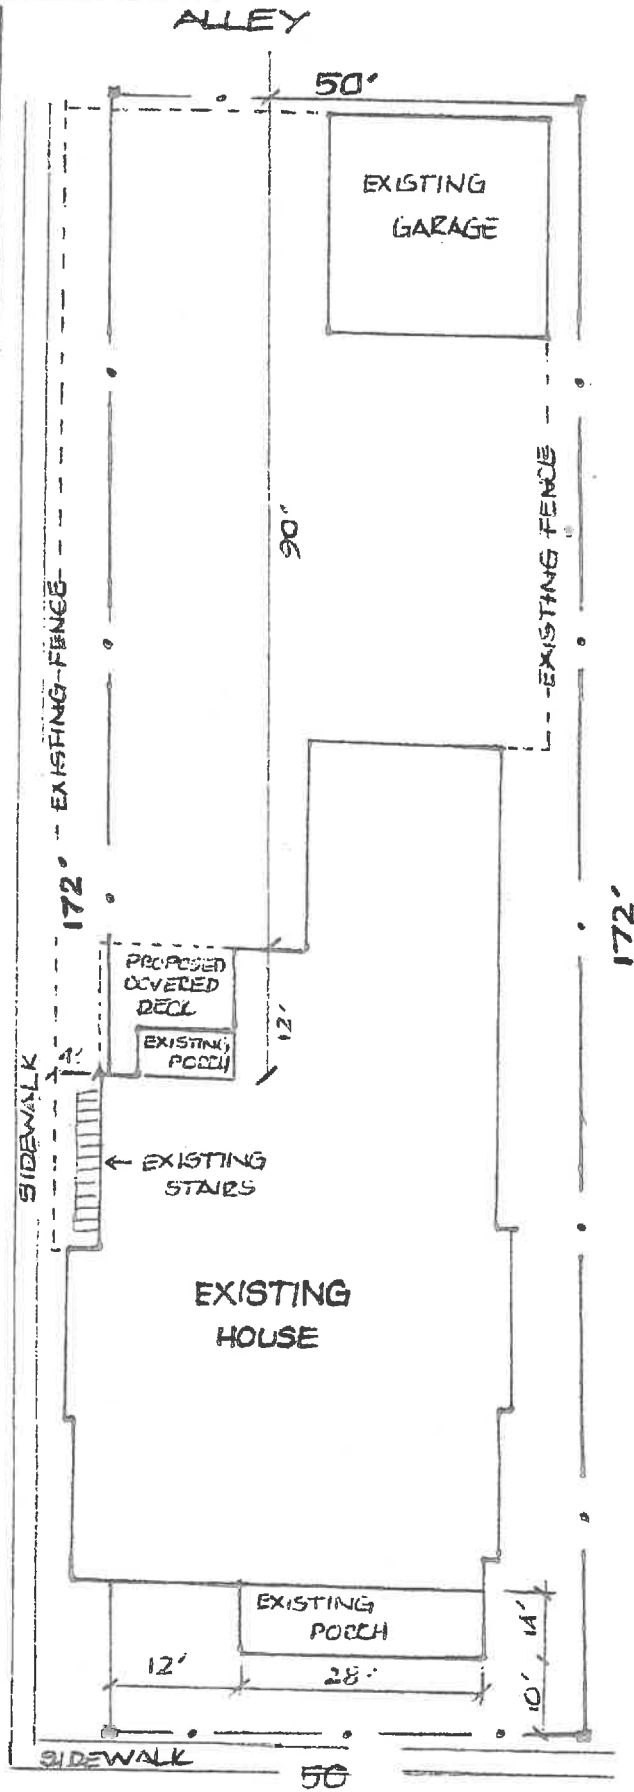 ALLEY
50'
EXISTING
GARAGE
90'
EXISTING FENCE
EXISTING FENCE
172'
172'
PROPOSED
COVERED
DECK
12'
EXISTING
PORCH
4'
SIDEWALK
EXISTING
STAIRS
EXISTING
HOUSE
EXISTING
PORCH
14'
12'
28'
10'
SIDEWALK
50